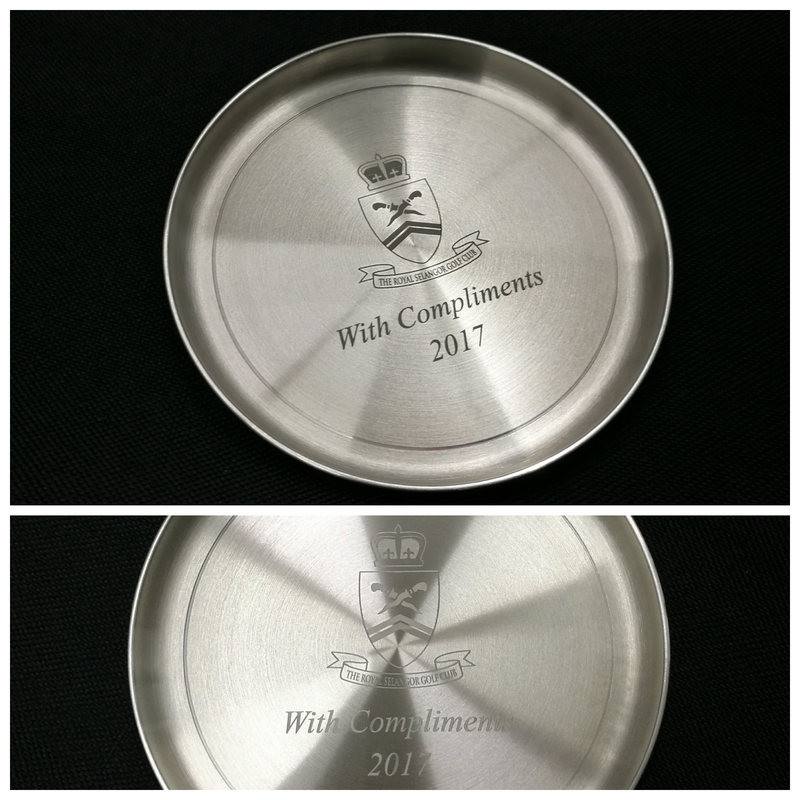 THE ROYAL SELANGOR GOLF CLUB
With Compliments
2017
THE ROYAL SELANGOR GOLF CLUB
With Compliments
2017